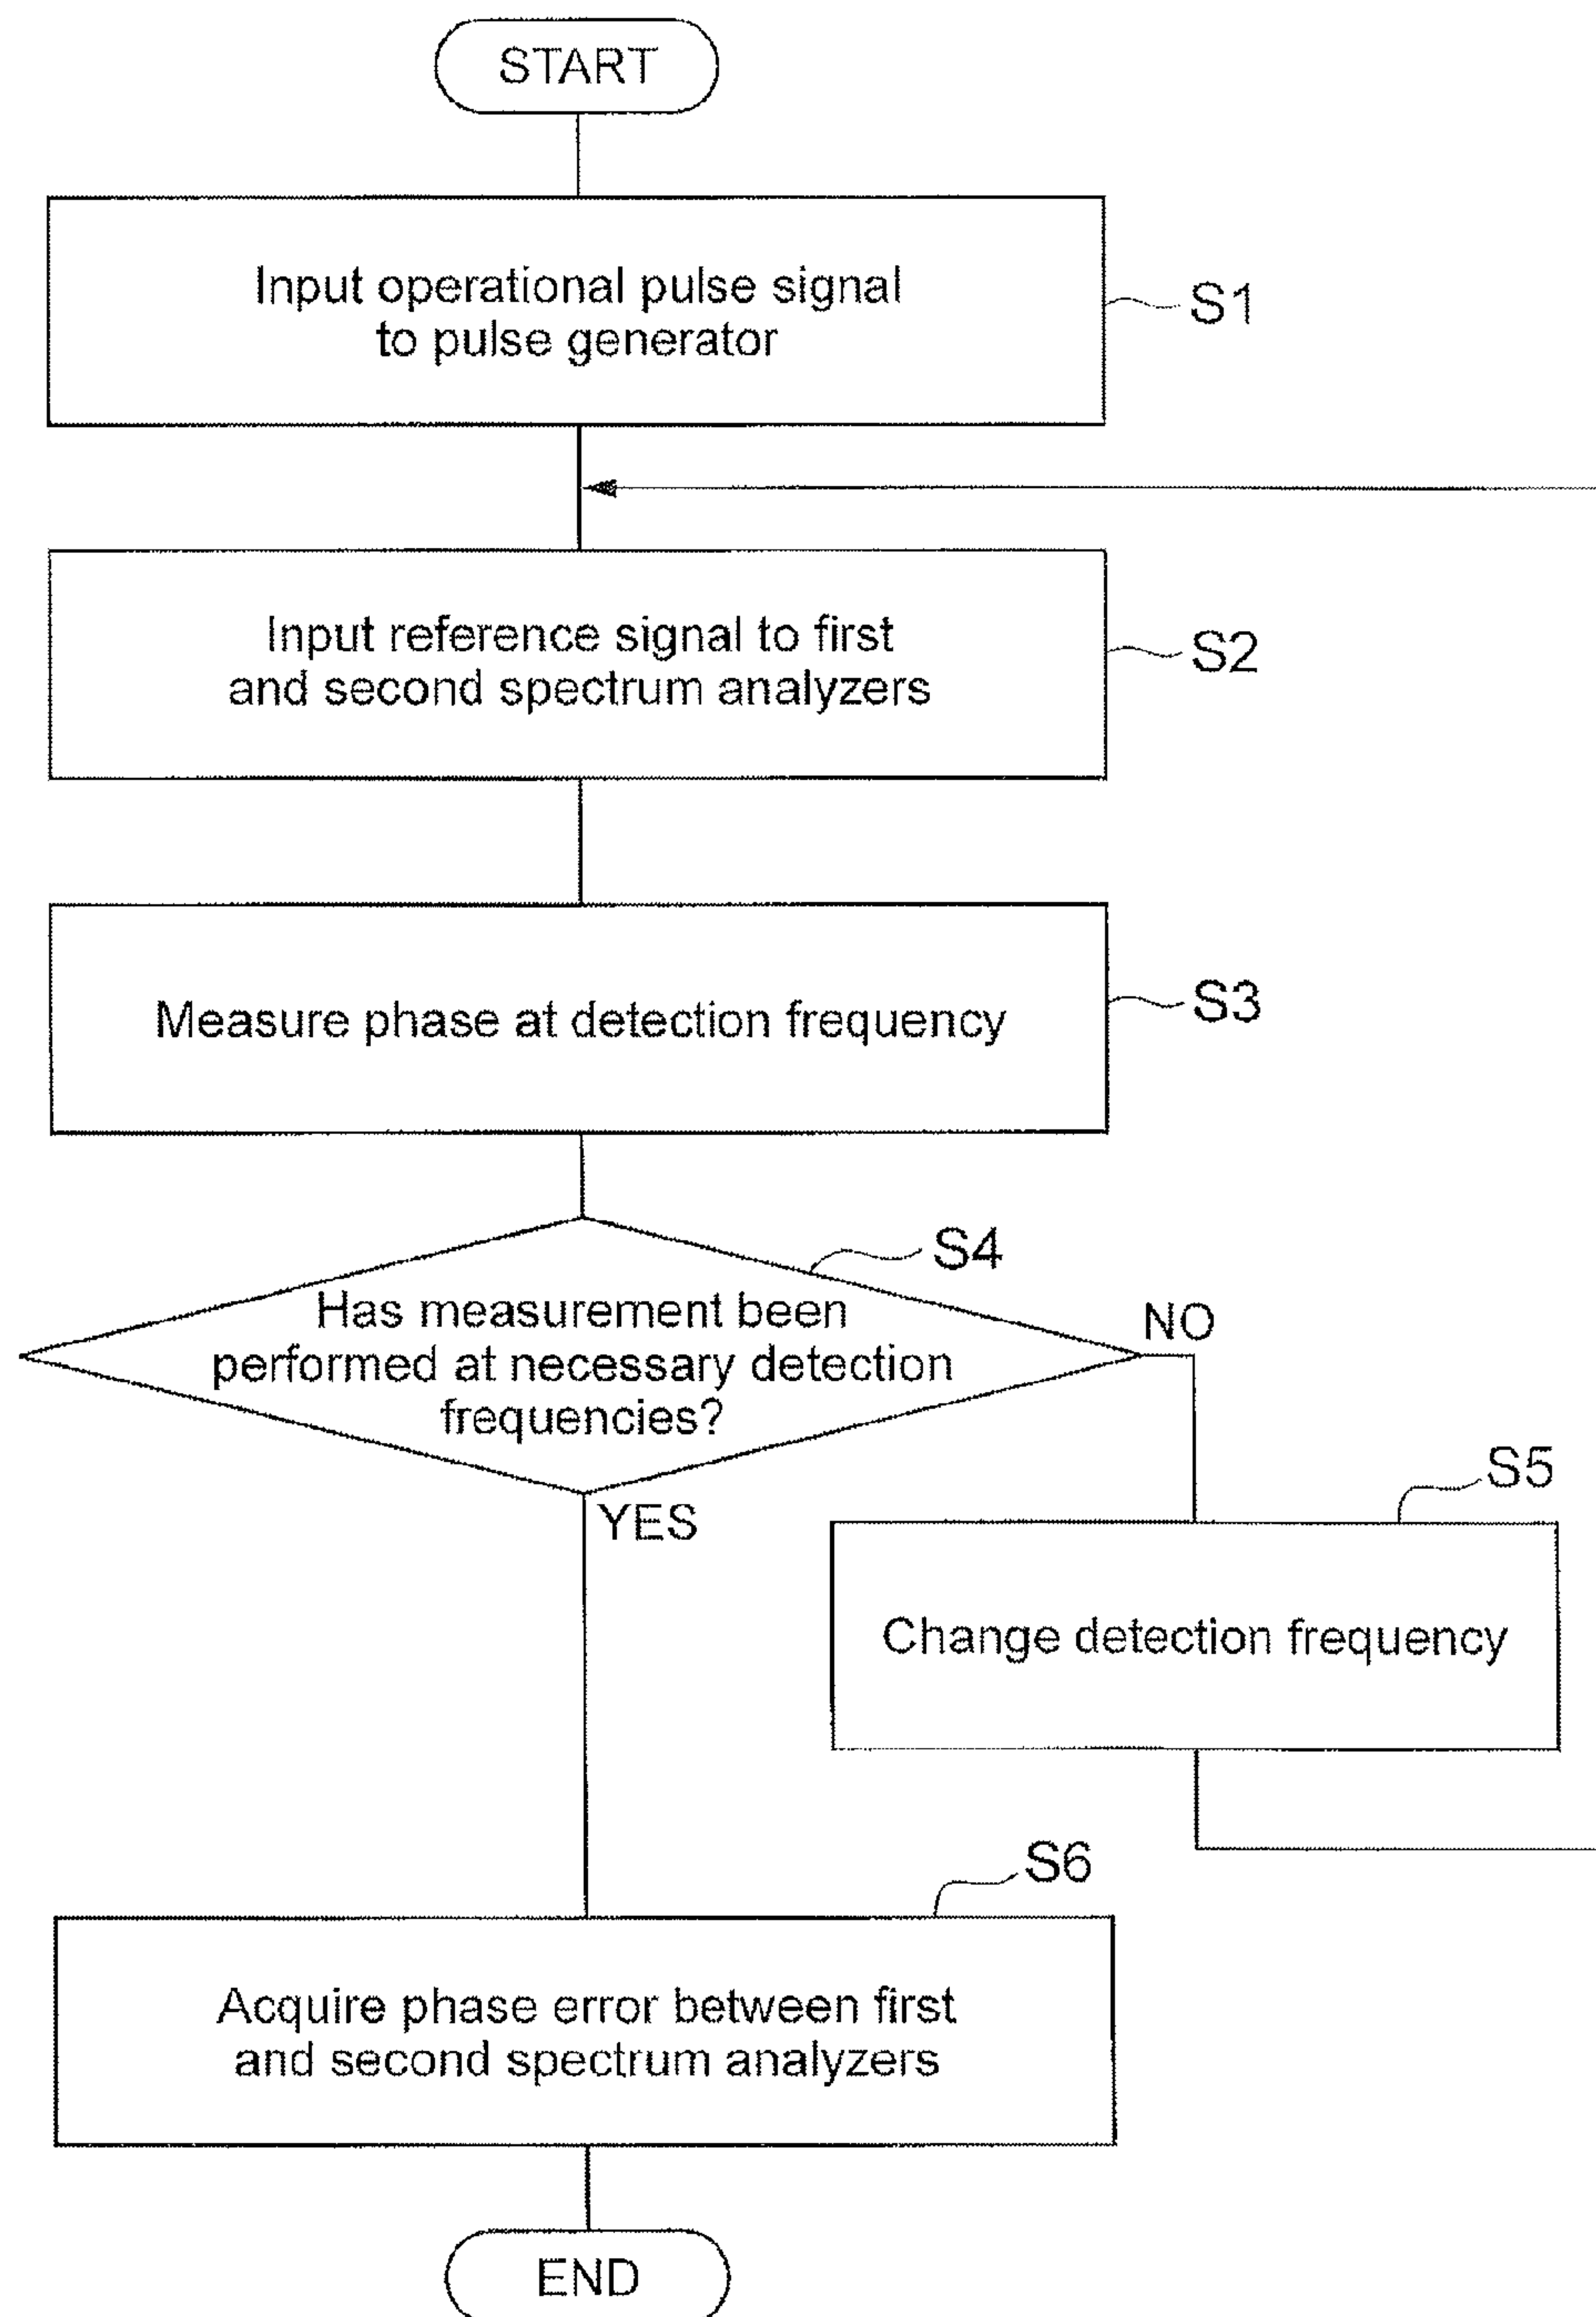 START
Input operational pulse signal
to pulse generator
S1
Input reference signal to first
and second spectrum analyzers
S2
Measure phase at detection frequency
S3
S4
Has measurement been
performed at necessary detection
frequencies?
NO
YES
S5
Change detection frequency
S6
Acquire phase error between first
and second spectrum analyzers
END